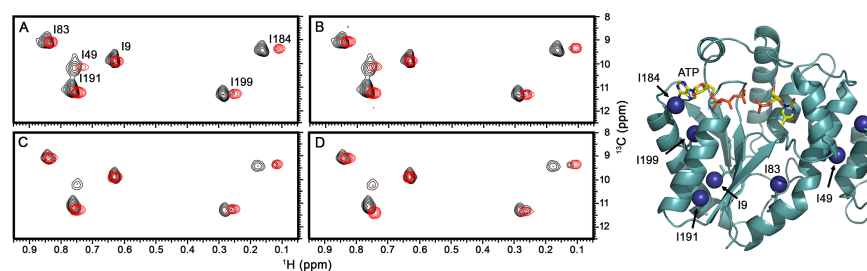 A
I83
I49
I9
I184
I191
I199
B
8
9
10
11
12
C
D
8
9
10
11
12
¹³C (ppm)
0.9 0.8 0.7 0.6 0.5 0.4 0.3 0.2 0.1
0.9 0.8 0.7 0.6 0.5 0.4 0.3 0.2 0.1
¹H (ppm)
I184
ATP
I199
I83
I9
I49
I191